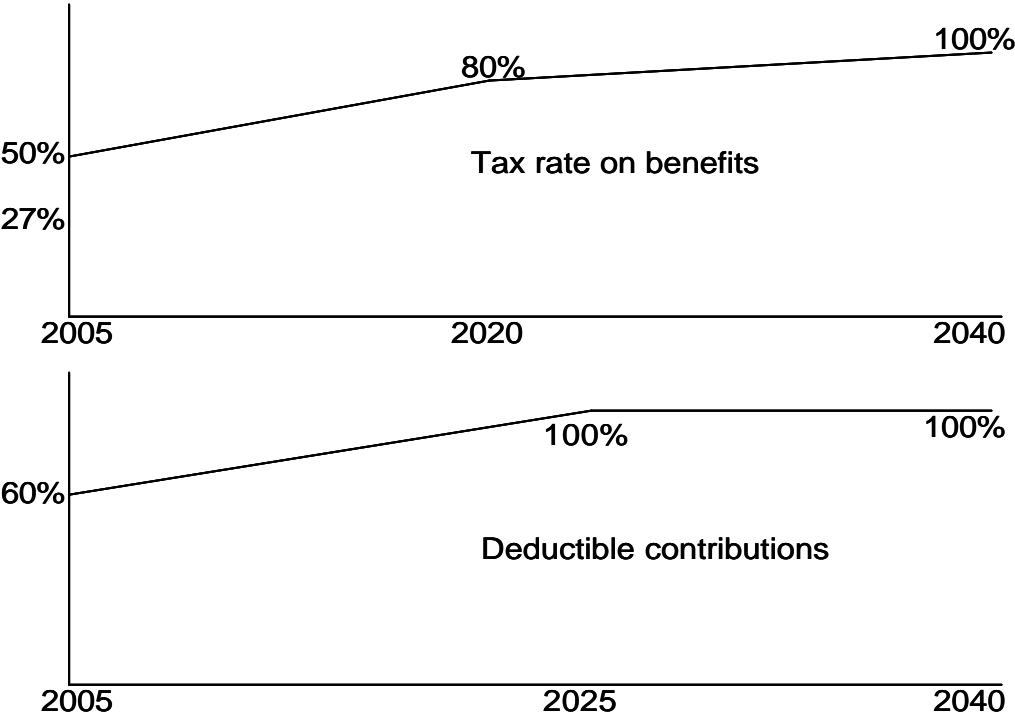 100%
80%
50%
Tax rate on benefits
27%
2005 2020 2040
100% 100%
60%
Deductible contributions
2005 2025 2040